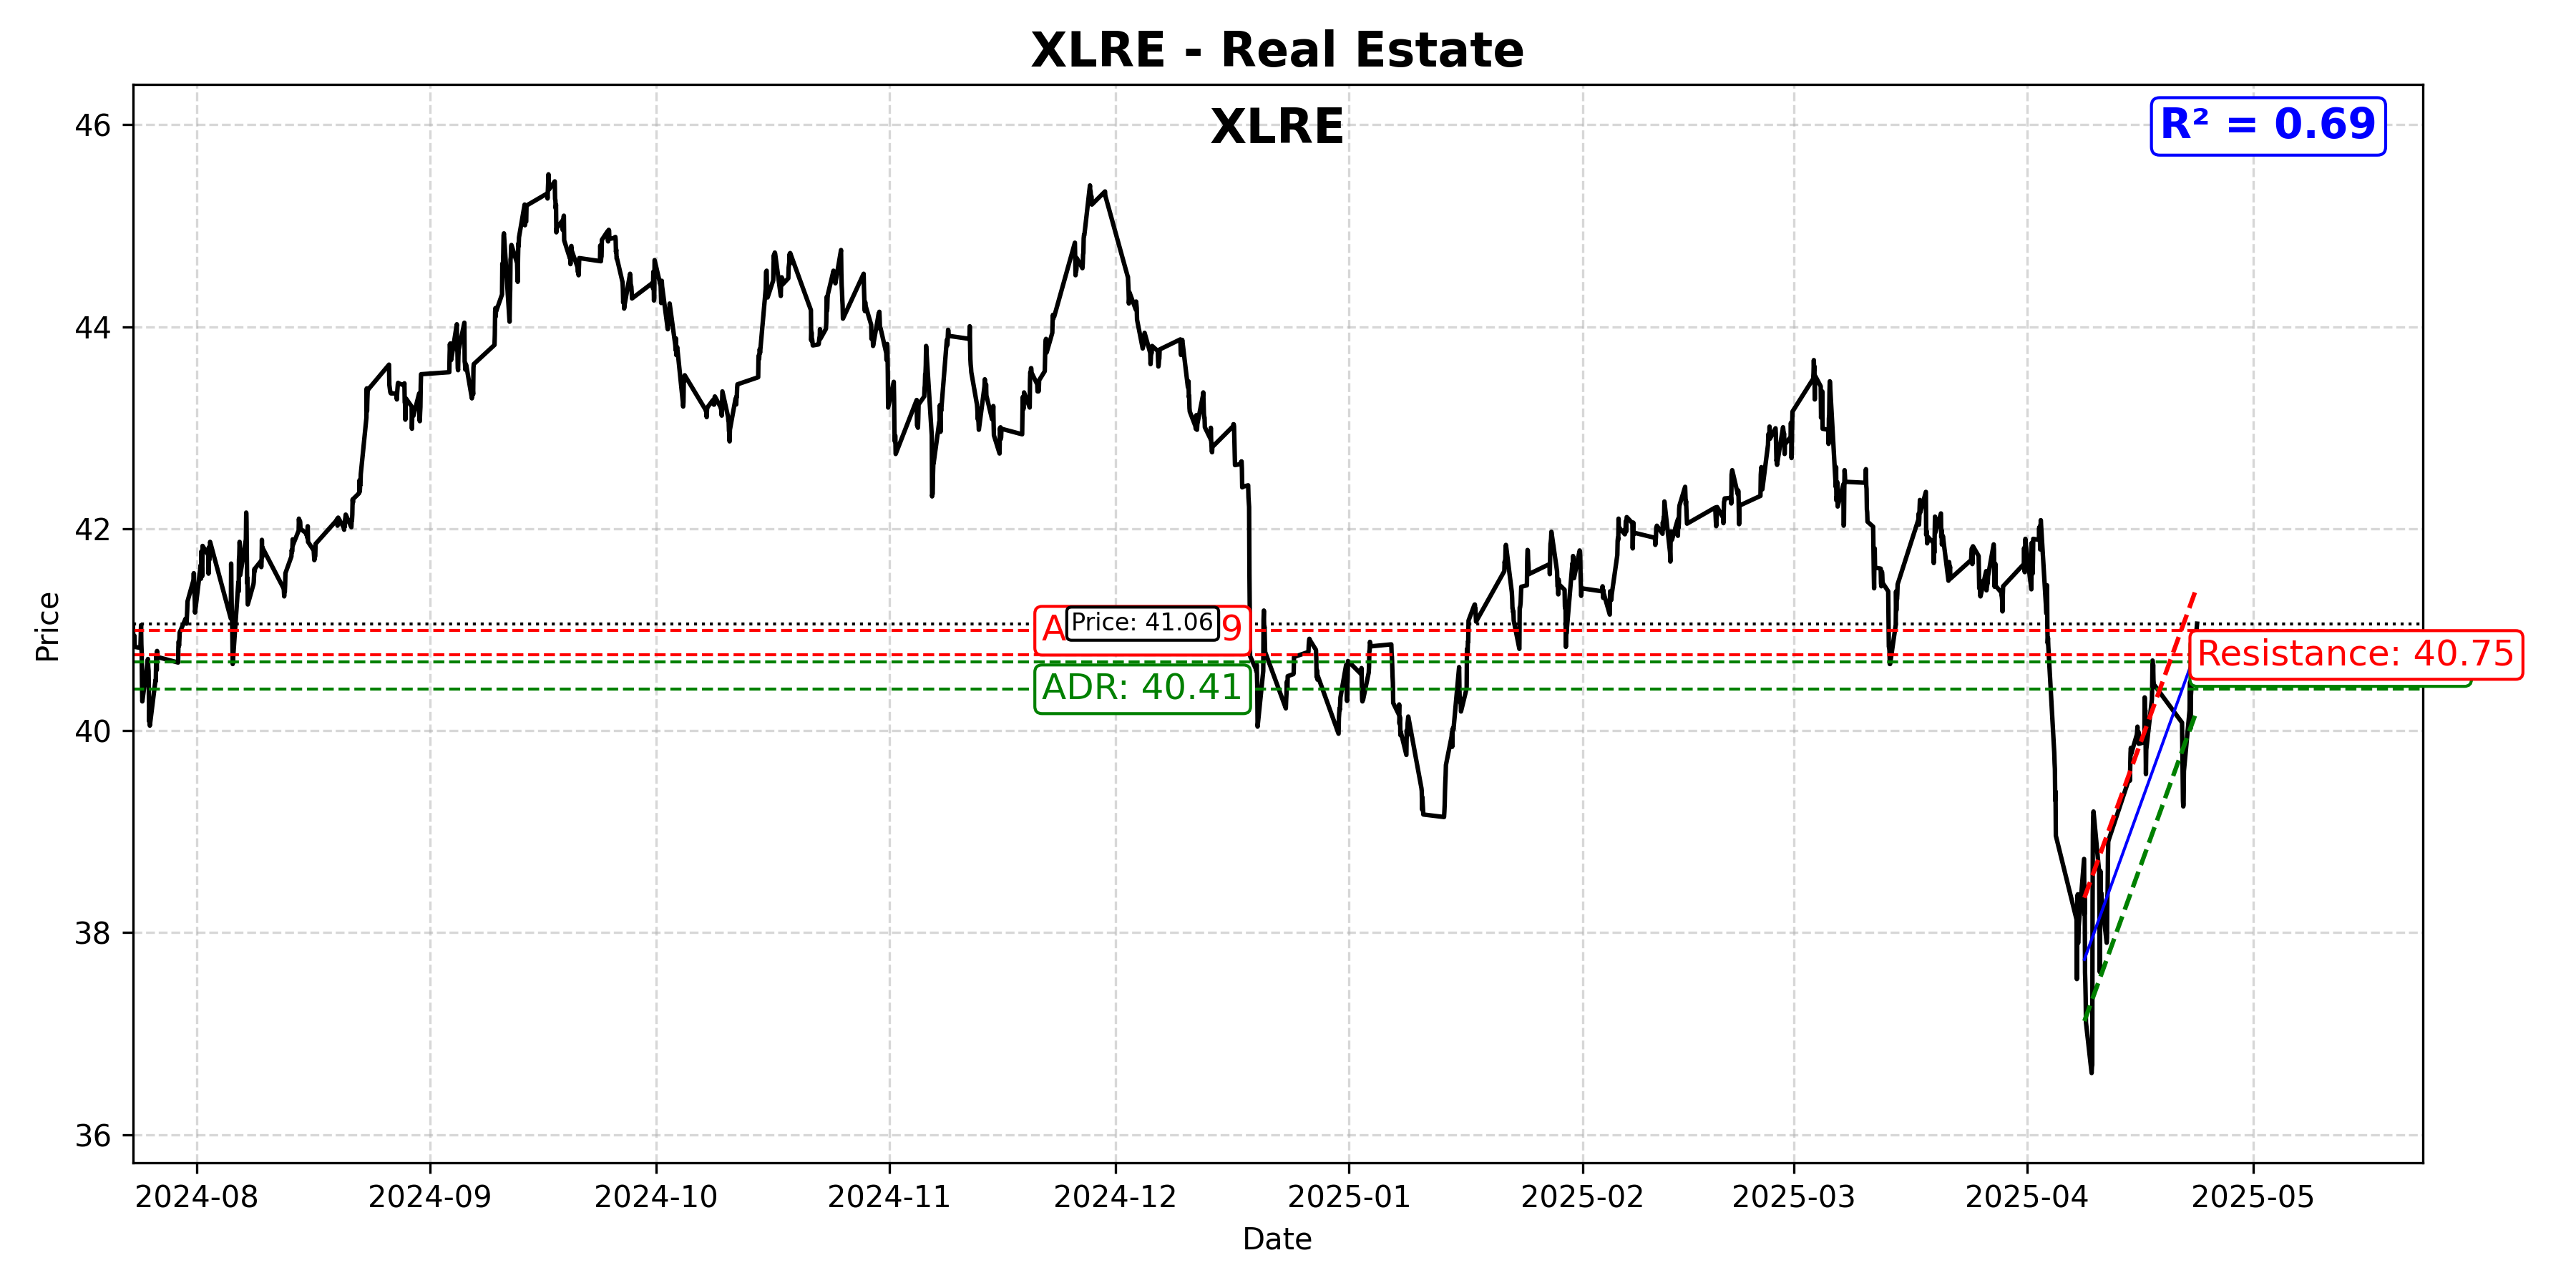 XLRE - Real Estate
XLRE
R² = 0.69
46
44
42
40
38
36
Price
A
Price: 41.06
9
Resistance: 40.75
ADR: 40.41
2024-08
2024-09
2024-10
2024-11
2024-12
2025-01
2025-02
2025-03
2025-04
2025-05
Date